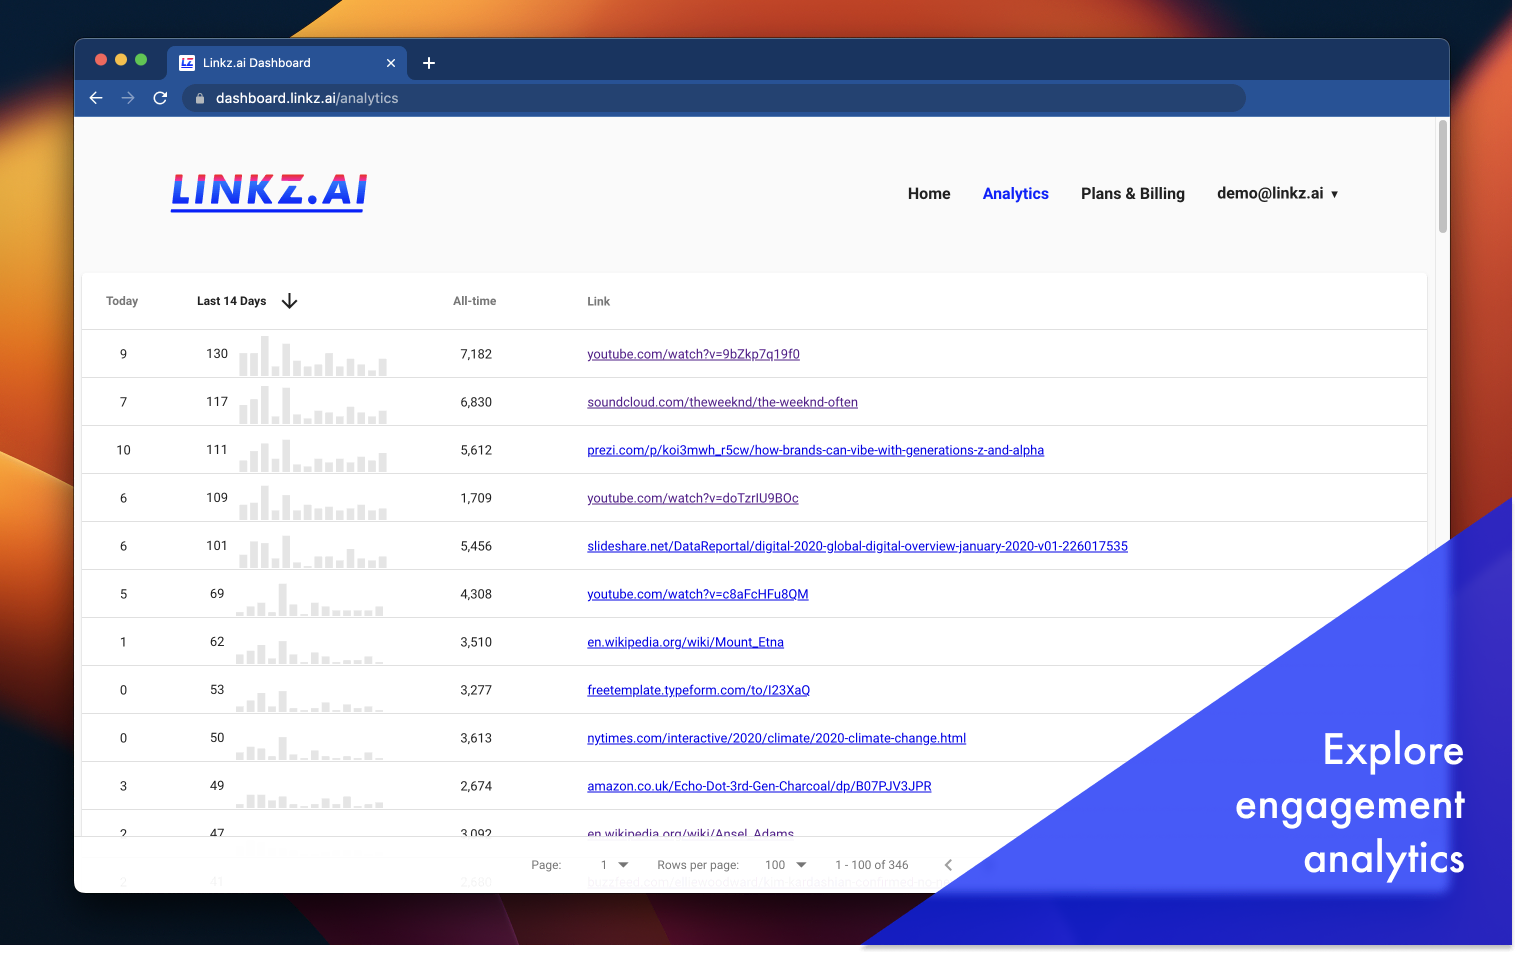 Linkz.ai Dashboard
dashboard.linkz.ai/analytics
LINKZ.AI
Home Analytics Plans & Billing demo@linkz.ai ▼
Today Last 14 Days All-time Link
9 130 7,182 youtube.com/watch?v=9bZkp7q19f0
7 117 6,830 soundcloud.com/theweeknd/the-weeknd-often
10 111 5,612 prezi.com/p/koi3mwh_r5cw/how-brands-can-vibe-with-generations-z-and-alpha
6 109 1,709 youtube.com/watch?v=doTzrIU9BOc
6 101 5,456 slideshare.net/DataReportal/digital-2020-global-digital-overview-january-2020-v01-226017535
5 69 4,308 youtube.com/watch?v=c8aFcHFu8QM
1 62 3,510 en.wikipedia.org/wiki/Mount_Etna
0 53 3,277 freetemplate.typeform.com/to/I23XaQ
0 50 3,613 nytimes.com/interactive/2020/climate/2020-climate-change.html
3 49 2,674 amazon.co.uk/Echo-Dot-3rd-Gen-Charcoal/dp/B07PJV3JPR
2 47 3,092 en.wikipedia.org/wiki/Ansel_Adams
Page: 1 Rows per page: 100 1 - 100 of 346
2 41 2,680
Explore
engagement
analytics